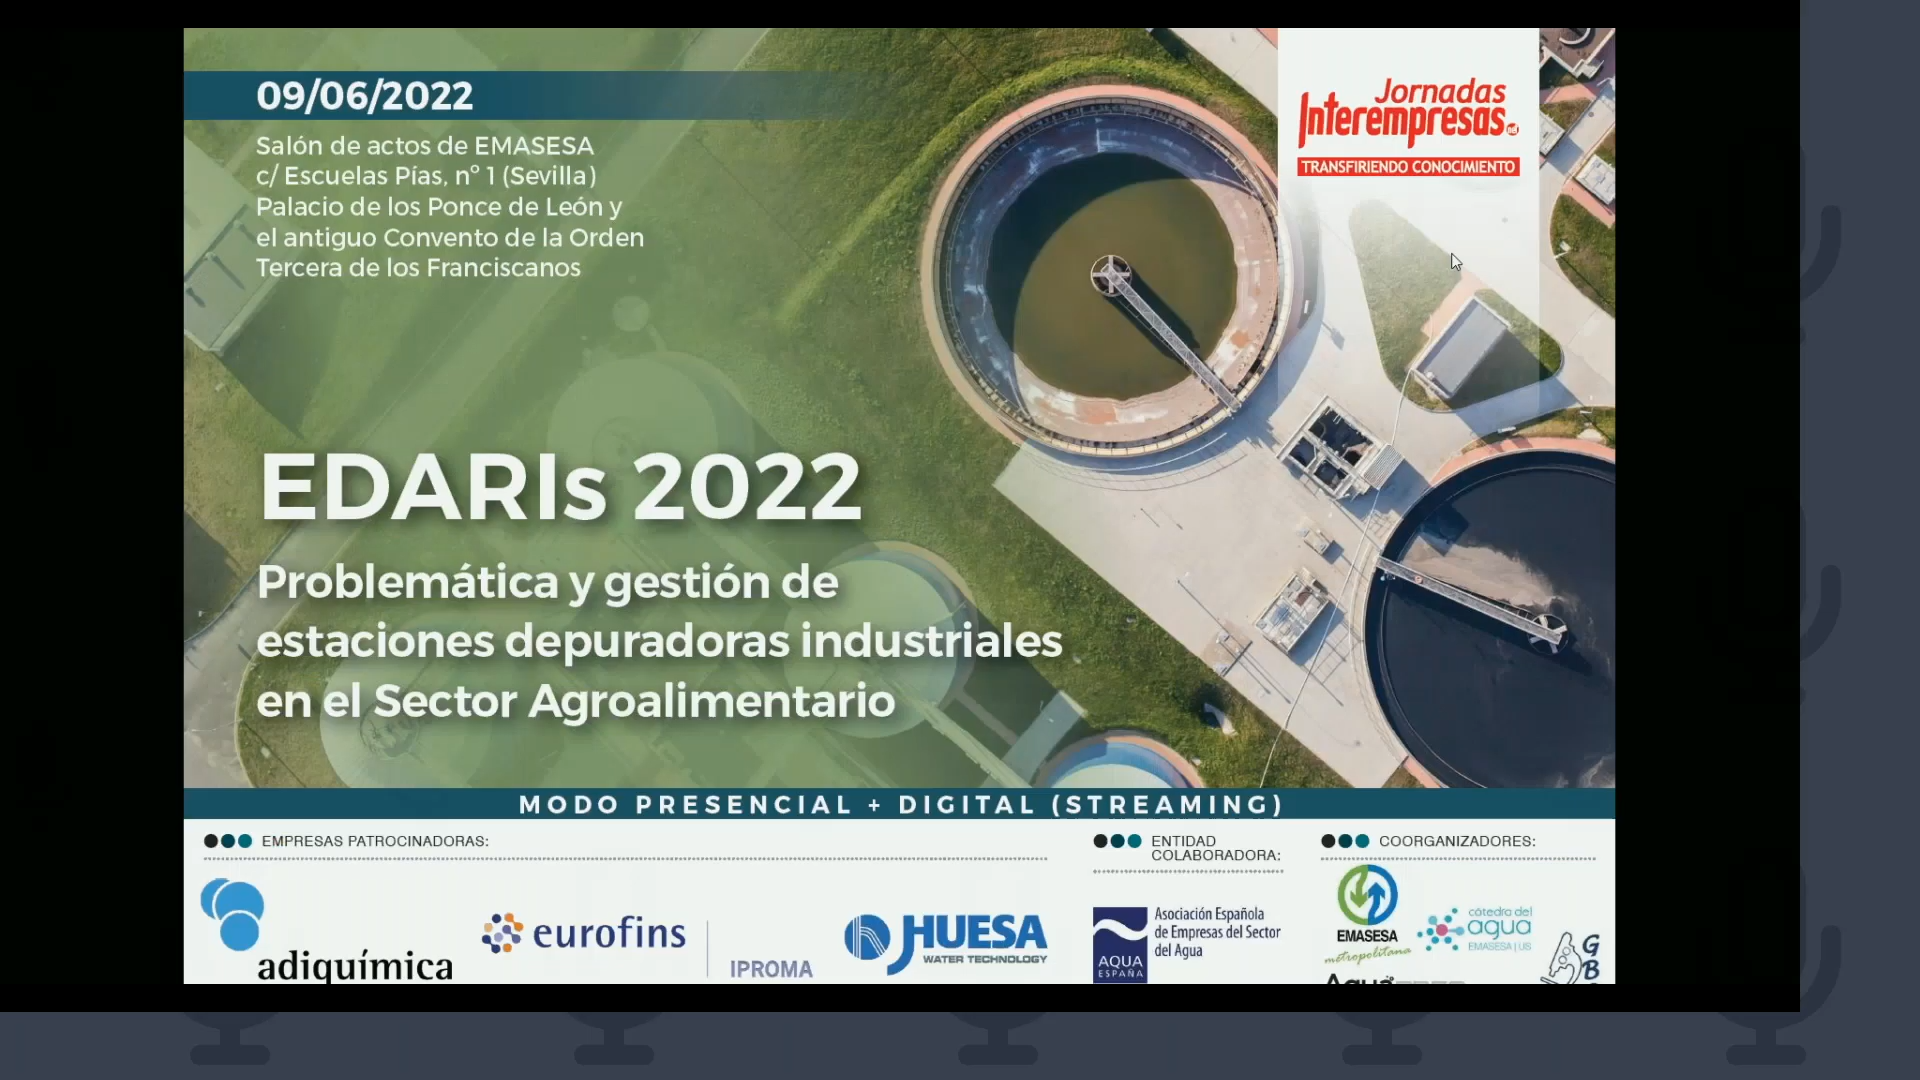 09/06/2022
Salón de actos de EMASESA
c/ Escuelas Pías, nº 1 (Sevilla)
Palacio de los Ponce de León y
el antiguo Convento de la Orden
Tercera de los Franciscanos
Jornadas
Interempresas
TRANSFIRIENDO CONOCIMIENTO
EDARIs 2022
Problemática y gestión de
estaciones depuradoras industriales
en el Sector Agroalimentario
MODO PRESENCIAL + DIGITAL (STREAMING)
EMPRESAS PATROCINADORAS:
adiquímica
eurofins
IPROMA
HUESA
WATER TECHNOLOGY
ENTIDAD
COLABORADORA:
AQUA
ESPAÑA
Asociación Española
de Empresas del Sector
del Agua
COORGANIZADORES:
EMASESA
metropolitana
cátedra del
agua
EMASESA | US
G
B